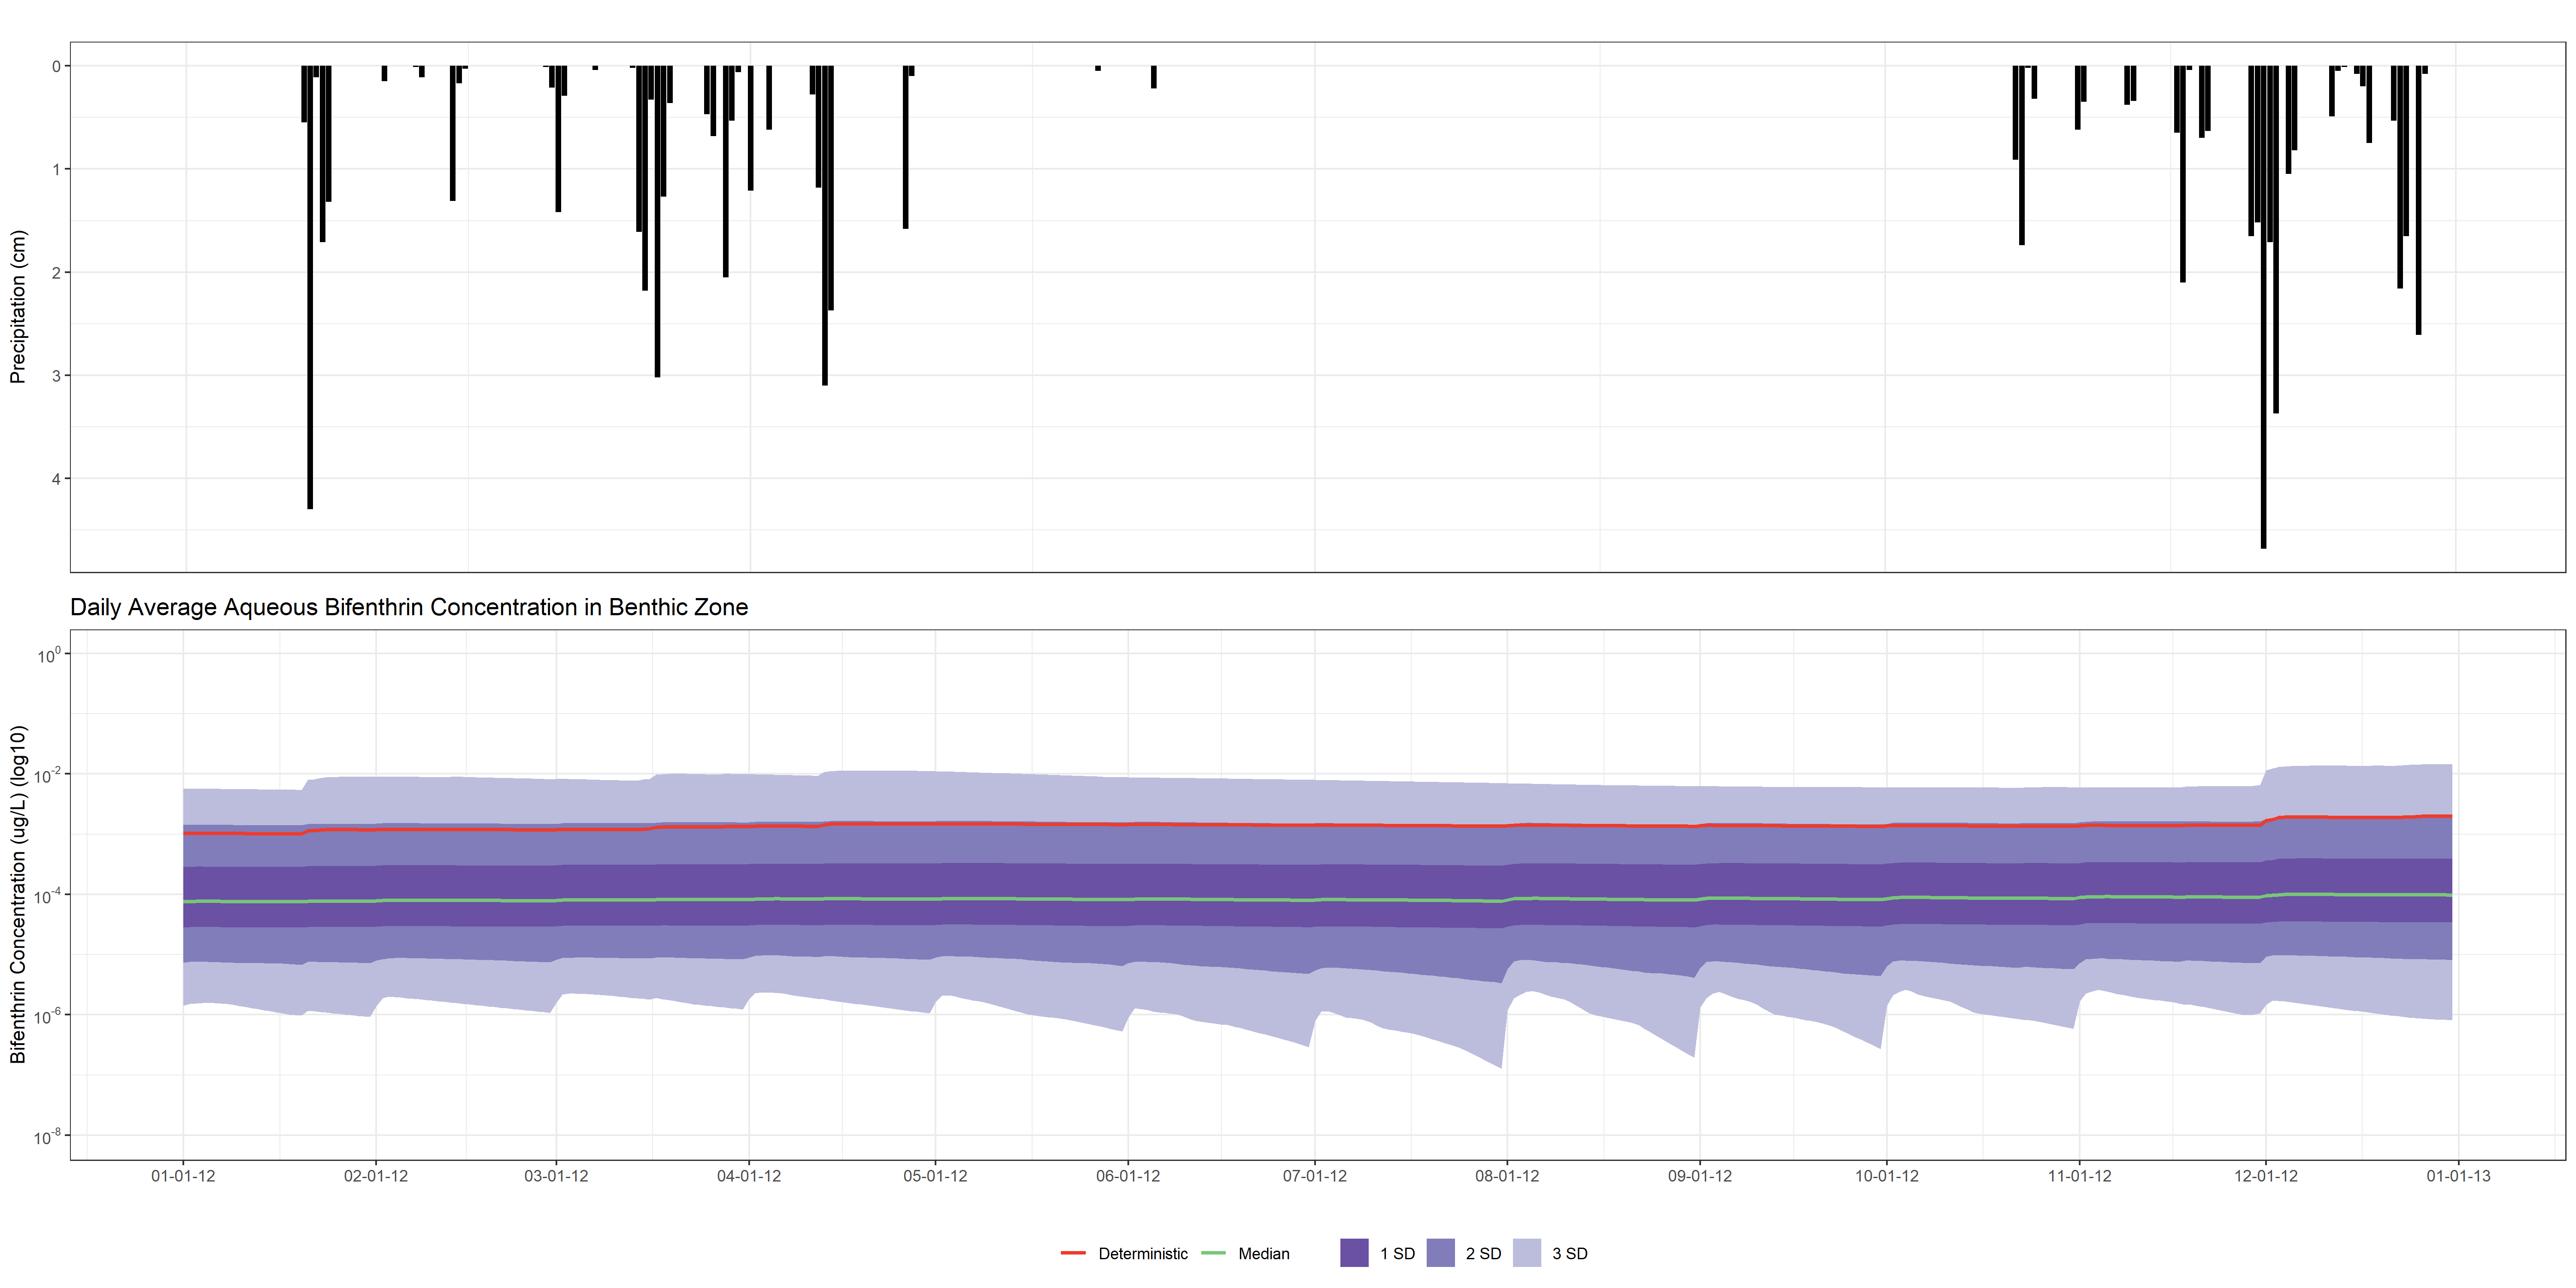 0
1
2
3
4
Precipitation (cm)
Daily Average Aqueous Bifenthrin Concentration in Benthic Zone
10^0
10^-2
10^-4
10^-6
10^-8
Bifenthrin Concentration (ug/L) (log10)
01-01-12 02-01-12 03-01-12 04-01-12 05-01-12 06-01-12 07-01-12 08-01-12 09-01-12 10-01-12 11-01-12 12-01-12 01-01-13
Deterministic Median 1 SD 2 SD 3 SD